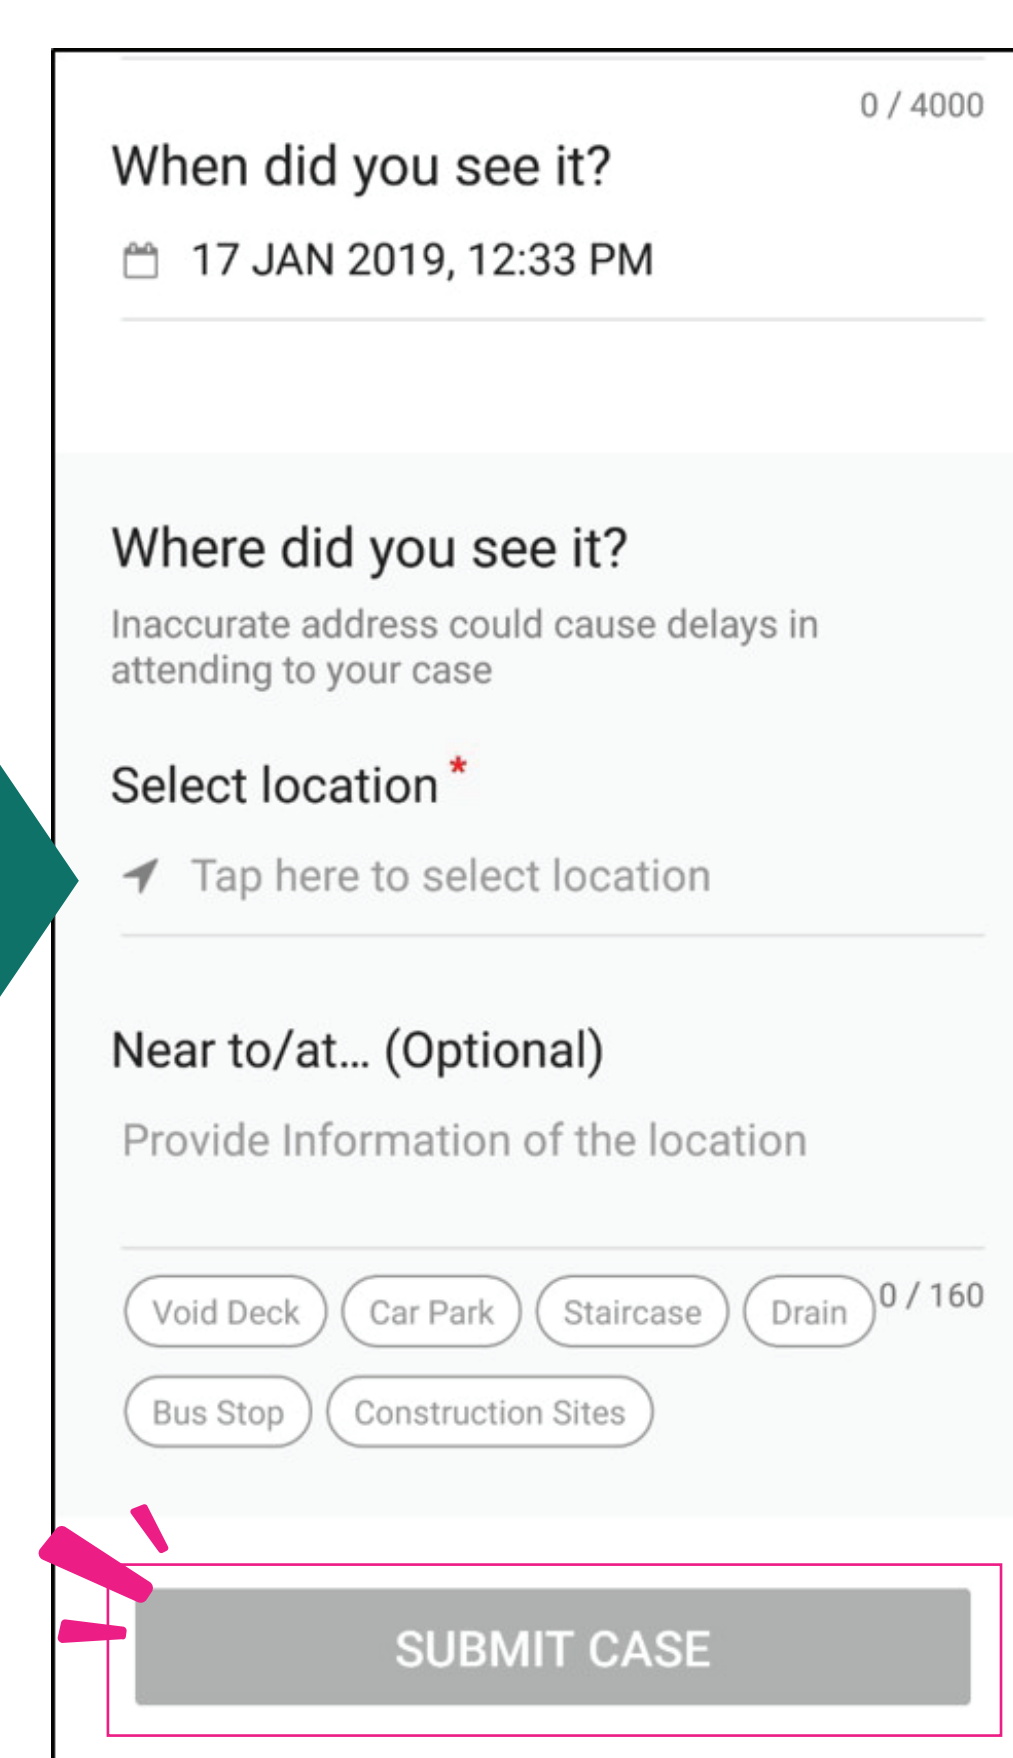 0 / 4000
When did you see it?
17 JAN 2019, 12:33 PM
Where did you see it?
Inaccurate address could cause delays in
attending to your case
Select location *
Tap here to select location
Near to/at... (Optional)
Provide Information of the location
0 / 160
Void Deck Car Park Staircase Drain
Bus Stop Construction Sites
SUBMIT CASE